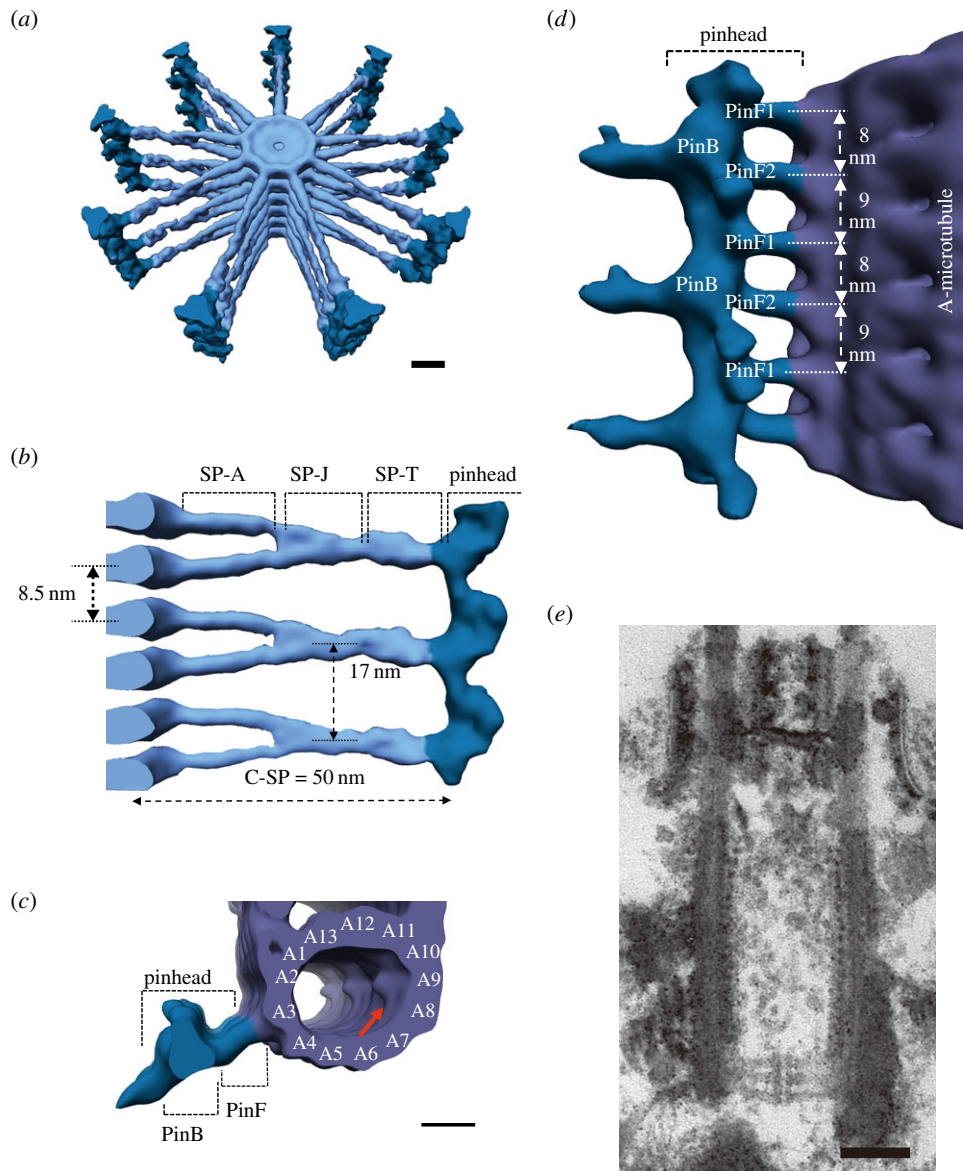 (a)
(b)
SP-A SP-J SP-T pinhead
8.5 nm
17 nm
C-SP = 50 nm
(c)
pinhead
A1
A2
A3
A4
A5
A6
A7
A8
A9
A10
A11
A12
A13
PinF
PinB
(d)
pinhead
PinF1
8
nm
PinB
PinF2
9
nm
PinF1
8
nm
PinB
PinF2
9
nm
PinF1
A-microtubule
(e)